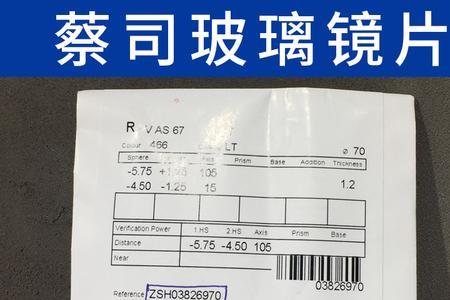 蔡司玻璃镜片
R V AS 67
Colour 466 LT ø 70
Sphere Axis Prism Base Addition Thickness
-5.75 105
-4.50 -1.25 15 1.2
Verification Power 1.HS 2.HS Axis Prism Base
Distance -5.75 -4.50 105
Near
03826970
Reference ZSH03826970